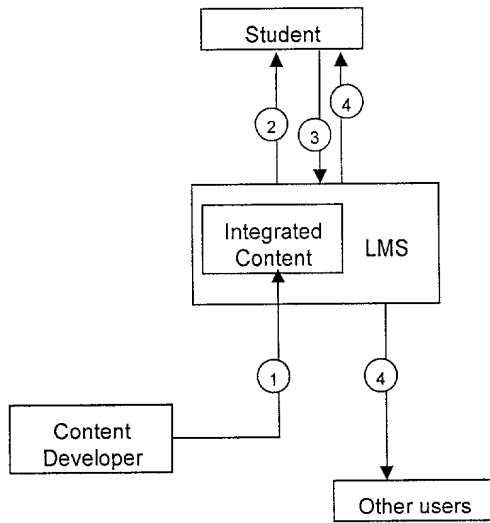 Student
2
3
4
Integrated
Content
LMS
1
4
Content
Developer
Other users